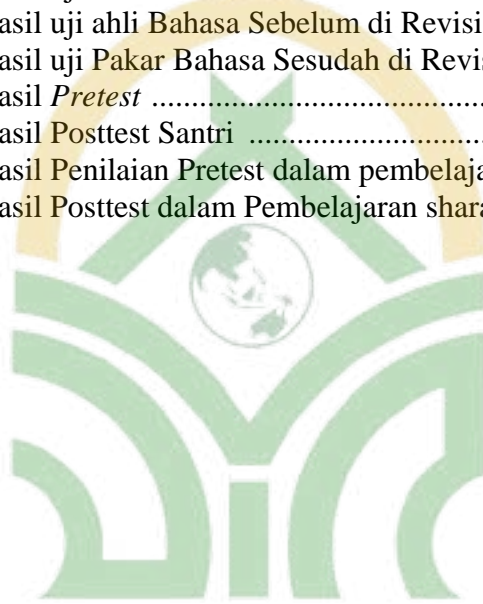 asil uji ahli Bahasa Sebelum di Revisi
asil uji Pakar Bahasa Sesudah di Revis
asil Pretest .......................................
asil Posttest Santri ..........................
asil Penilaian Pretest dalam pembelaja
asil Posttest dalam Pembelajaran shara